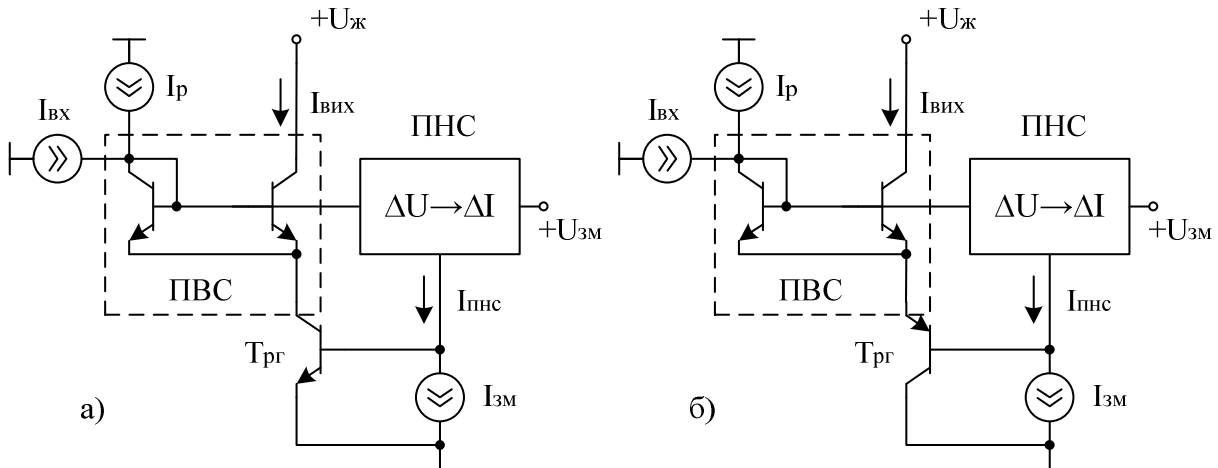 +Uж
Iр
Iвх
Iвих
ПНС
ΔU→ΔI
+Uзм
ПВС
Iпнс
Tрг
Iзм
а)
+Uж
Iр
Iвх
Iвих
ПНС
ΔU→ΔI
+Uзм
ПВС
Iпнс
Tрг
Iзм
б)